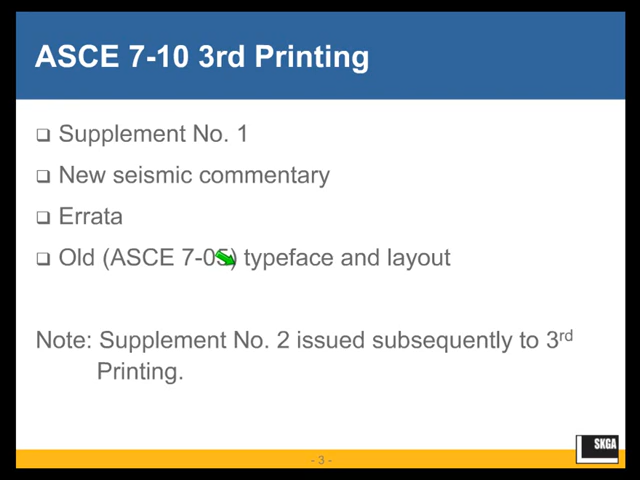 ASCE 7-10 3rd Printing
❑ Supplement No. 1
❑ New seismic commentary
❑ Errata
❑ Old (ASCE 7-05) typeface and layout
Note: Supplement No. 2 issued subsequently to 3rd
Printing.
SKGA
- 3 -